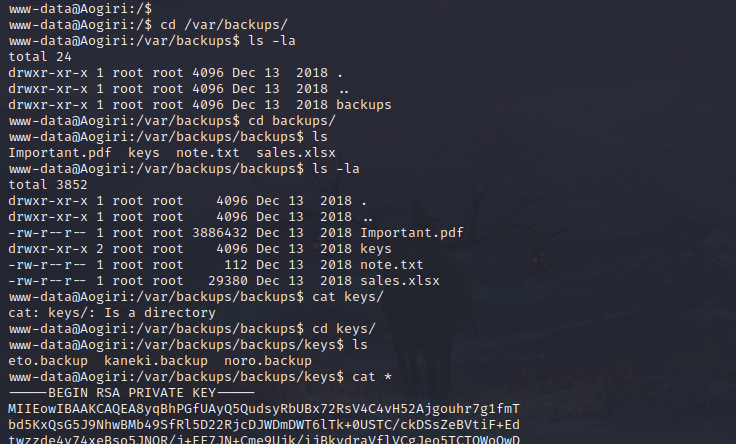 www-data@Aogiri:/$
www-data@Aogiri:/$ cd /var/backups/
www-data@Aogiri:/var/backups$ ls -la
total 24
drwxr-xr-x 1 root root 4096 Dec 13  2018 .
drwxr-xr-x 1 root root 4096 Dec 13  2018 ..
drwxr-xr-x 1 root root 4096 Dec 13  2018 backups
www-data@Aogiri:/var/backups$ cd backups/
www-data@Aogiri:/var/backups/backups$ ls
Important.pdf  keys  note.txt  sales.xlsx
www-data@Aogiri:/var/backups/backups$ ls -la
total 3852
drwxr-xr-x 1 root root    4096 Dec 13  2018 .
drwxr-xr-x 1 root root    4096 Dec 13  2018 ..
-rw-r--r-- 1 root root 3886432 Dec 13  2018 Important.pdf
drwxr-xr-x 2 root root    4096 Dec 13  2018 keys
-rw-r--r-- 1 root root     112 Dec 13  2018 note.txt
-rw-r--r-- 1 root root   29380 Dec 13  2018 sales.xlsx
www-data@Aogiri:/var/backups/backups$ cat keys/
cat: keys/: Is a directory
www-data@Aogiri:/var/backups/backups$ cd keys/
www-data@Aogiri:/var/backups/backups/keys$ ls
eto.backup  kaneki.backup  noro.backup
www-data@Aogiri:/var/backups/backups/keys$ cat *
-----BEGIN RSA PRIVATE KEY-----
MIIEowIBAAKCAQEA8yqBhPGfUAyQ5QudsyRbUBx72RsV4C4vH52Ajgouhr7g1fmT
bd5KxQsG5J9NhwBMb49SfRl5D22RjcDJWDmDWT6lTk+0USTC/ckDSsZeBVtiF+Ed